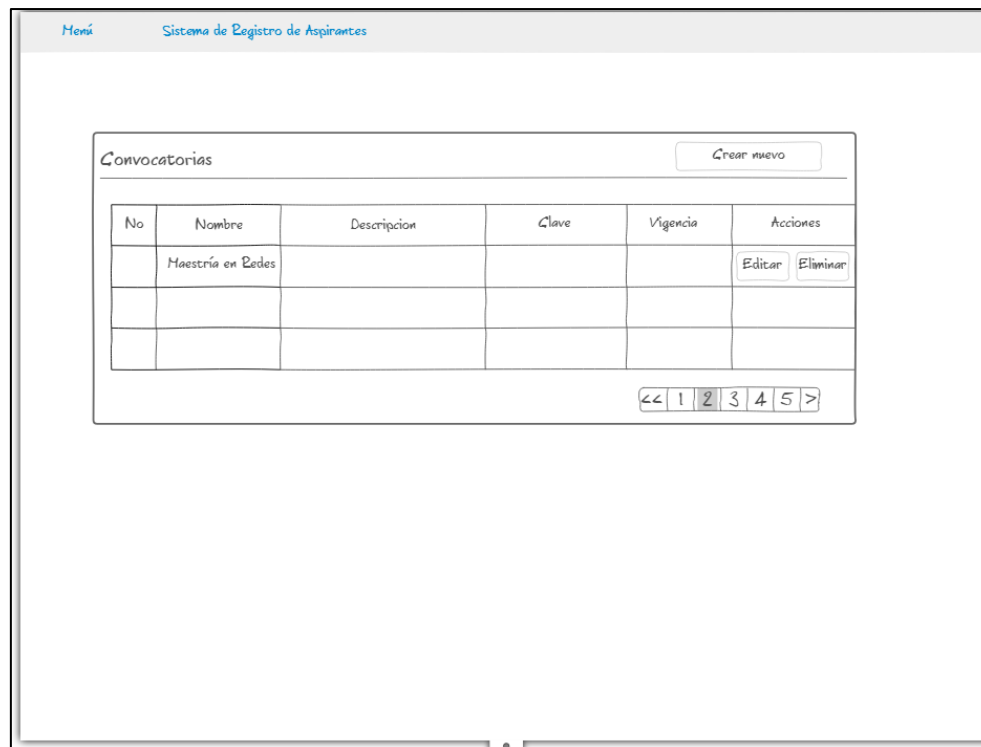 Menú Sistema de Registro de Aspirantes
Convocatorias Crear nuevo
No Nombre Descripcion Clave Vigencia Acciones
Maestría en Redes Editar Eliminar
<< 1 2 3 4 5 >